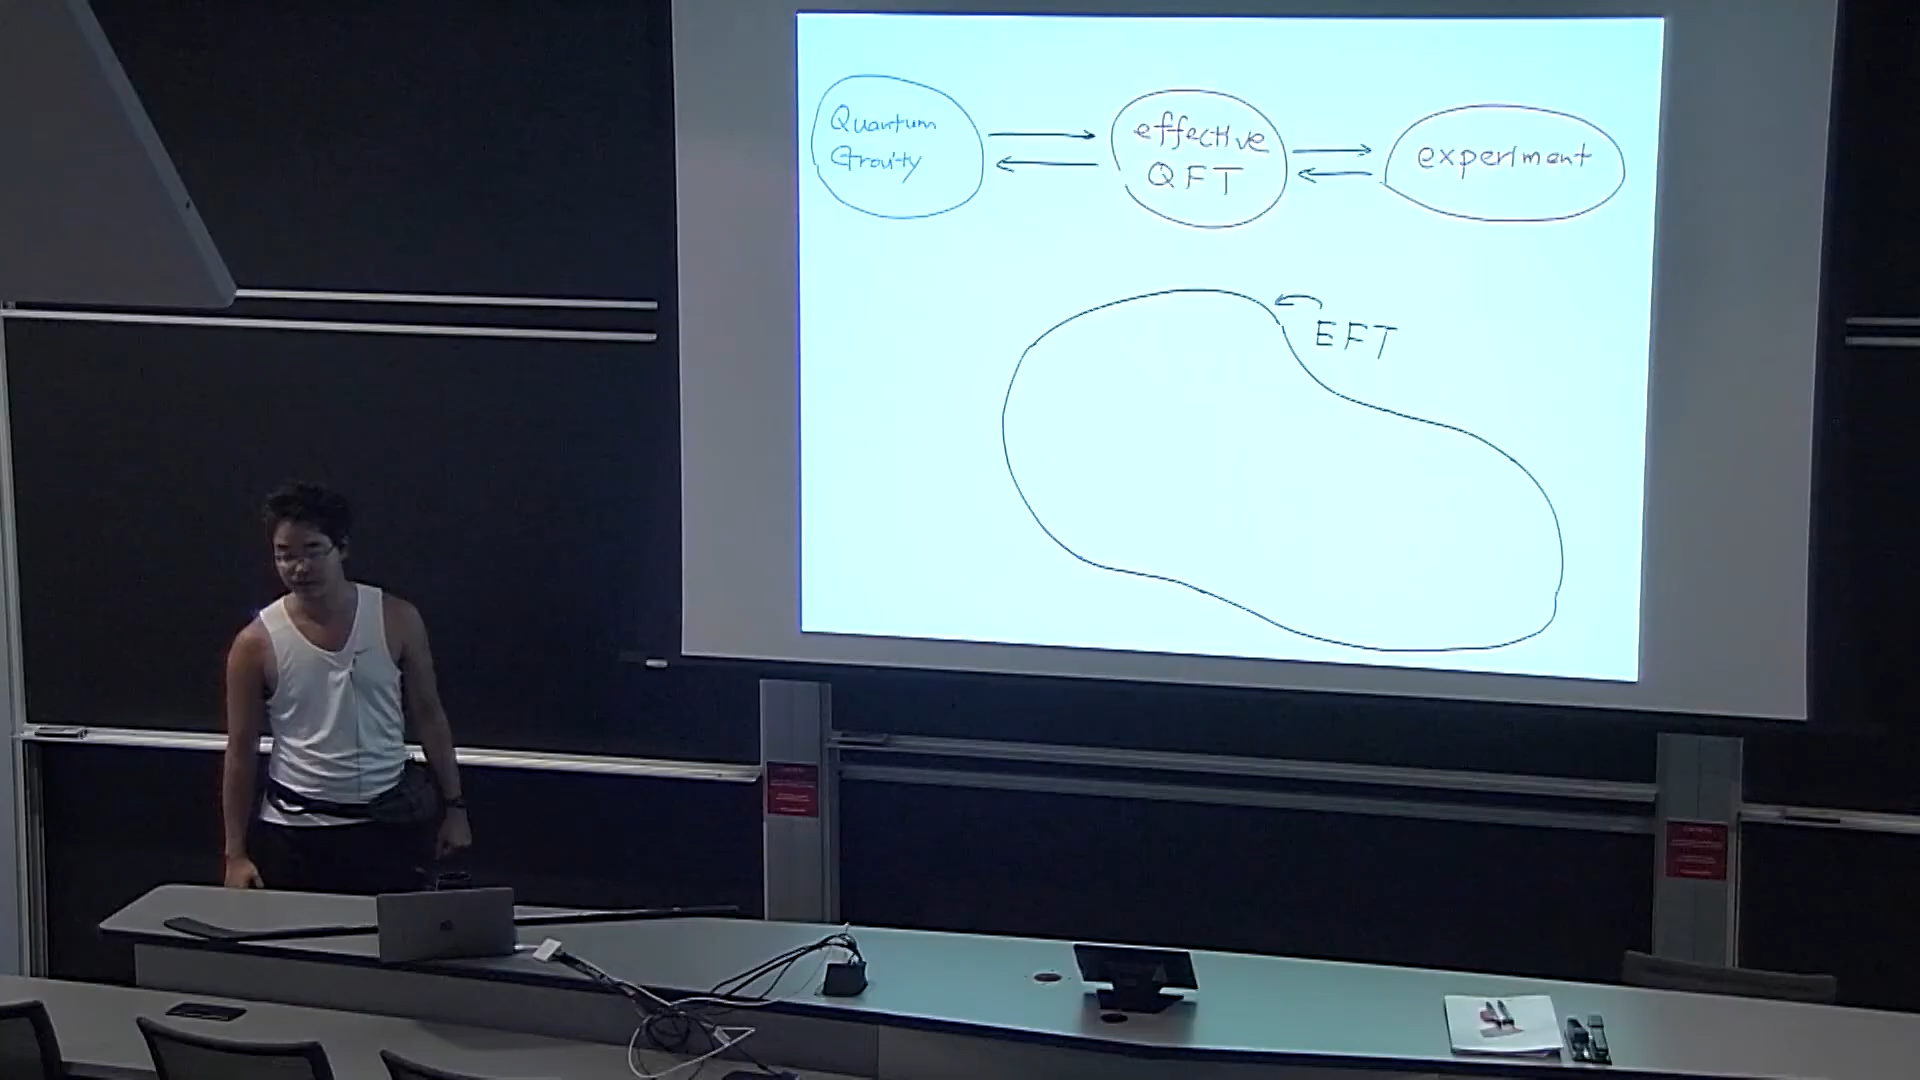 Quantum
Gravity
effective
QFT
experiment
EFT